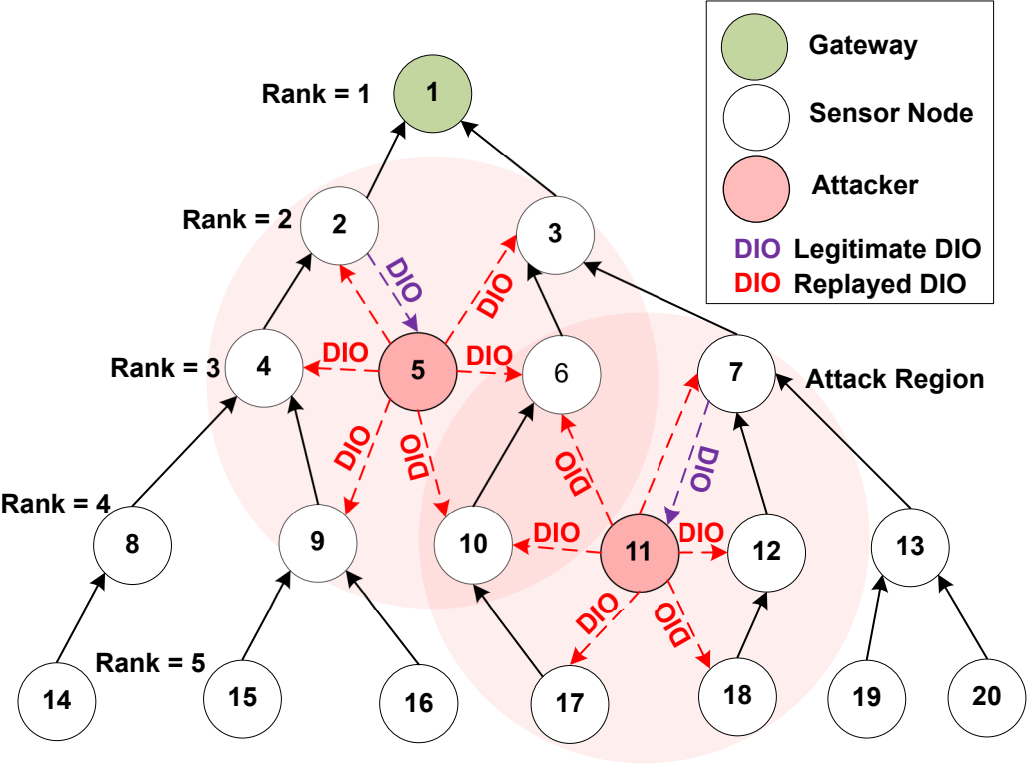 Gateway
Sensor Node
Attacker
DIO Legitimate DIO
DIO Replayed DIO
Rank = 1
1
Rank = 2
2
3
DIO
DIO
Rank = 3
4
DIO
5
DIO
6
7
Attack Region
DIO
DIO
DIO
DIO
Rank = 4
8
9
10
DIO
11
DIO
12
13
DIO
DIO
Rank = 5
14
15
16
17
18
19
20